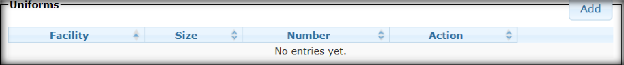 Uniforms
Add
Facility Size Number Action
No entries yet.